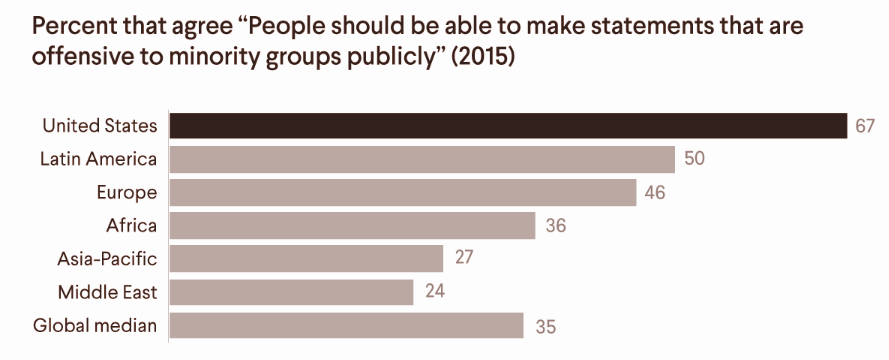 Percent that agree “People should be able to make statements that are
offensive to minority groups publicly” (2015)
United States 67
Latin America 50
Europe 46
Africa 36
Asia-Pacific 27
Middle East 24
Global median 35